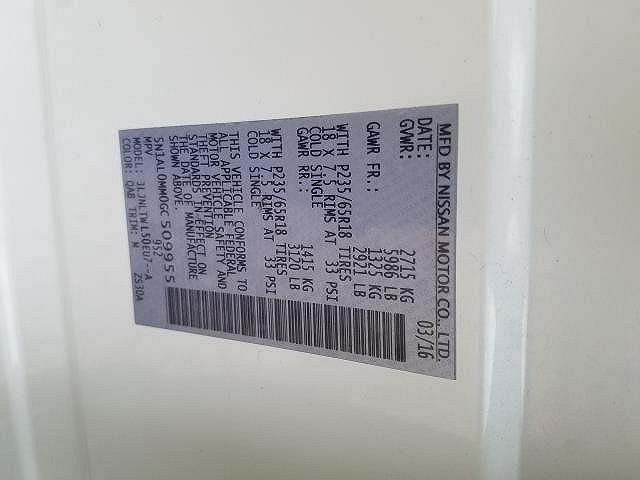 MFD BY NISSAN MOTOR CO., LTD.
DATE: 03/16
GVWR: 2715 KG
5986 LB
GAWR FR.: 1325 KG
2921 LB
WITH P235/65R18 TIRES
18 X 7.5 RIMS AT 33 PSI
COLD SINGLE
GAWR RR.: 1415 KG
3120 LB
WITH P235/65R18 TIRES
18 X 7.5 RIMS AT 33 PSI
COLD SINGLE
THIS VEHICLE CONFORMS TO
ALL APPLICABLE FEDERAL
MOTOR VEHICLE SAFETY AND
THEFT PREVENTION
STANDARDS IN EFFECT ON
THE DATE OF MANUFACTURE
SHOWN ABOVE.
5N1AL0MM0GC509955
MPV 952
MODEL: JLJNLTWL50EU7--A
COLOR: QAB TRIM: M ZS30A